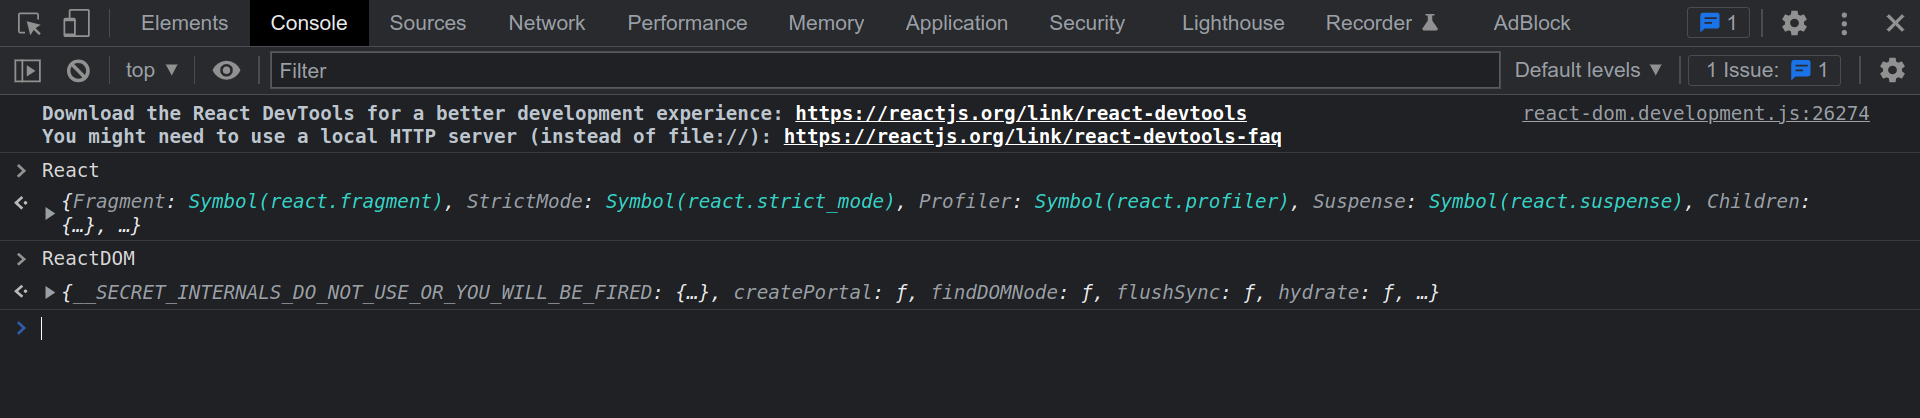 Elements Console Sources Network Performance Memory Application Security Lighthouse Recorder AdBlock 1
top ▼ Filter Default levels ▼ 1 Issue: 1
Download the React DevTools for a better development experience: https://reactjs.org/link/react-devtools react-dom.development.js:26274
You might need to use a local HTTP server (instead of file://): https://reactjs.org/link/react-devtools-faq
> React
{Fragment: Symbol(react.fragment), StrictMode: Symbol(react.strict_mode), Profiler: Symbol(react.profiler), Suspense: Symbol(react.suspense), Children:
{…}, …}
> ReactDOM
{__SECRET_INTERNALS_DO_NOT_USE_OR_YOU_WILL_BE_FIRED: {…}, createPortal: ƒ, findDOMNode: ƒ, flushSync: ƒ, hydrate: ƒ, …}
>